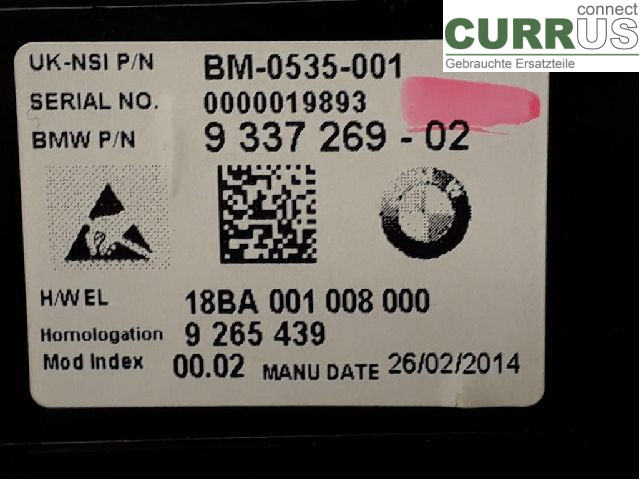 connect
CURRUS
Gebrauchte Ersatzteile
UK-NSI P/N BM-0535-001
SERIAL NO. 0000019893
BMW P/N 9 337 269 - 02
H/W EL 18BA 001 008 000
Homologation 9 265 439
Mod Index 00.02 MANU DATE 26/02/2014